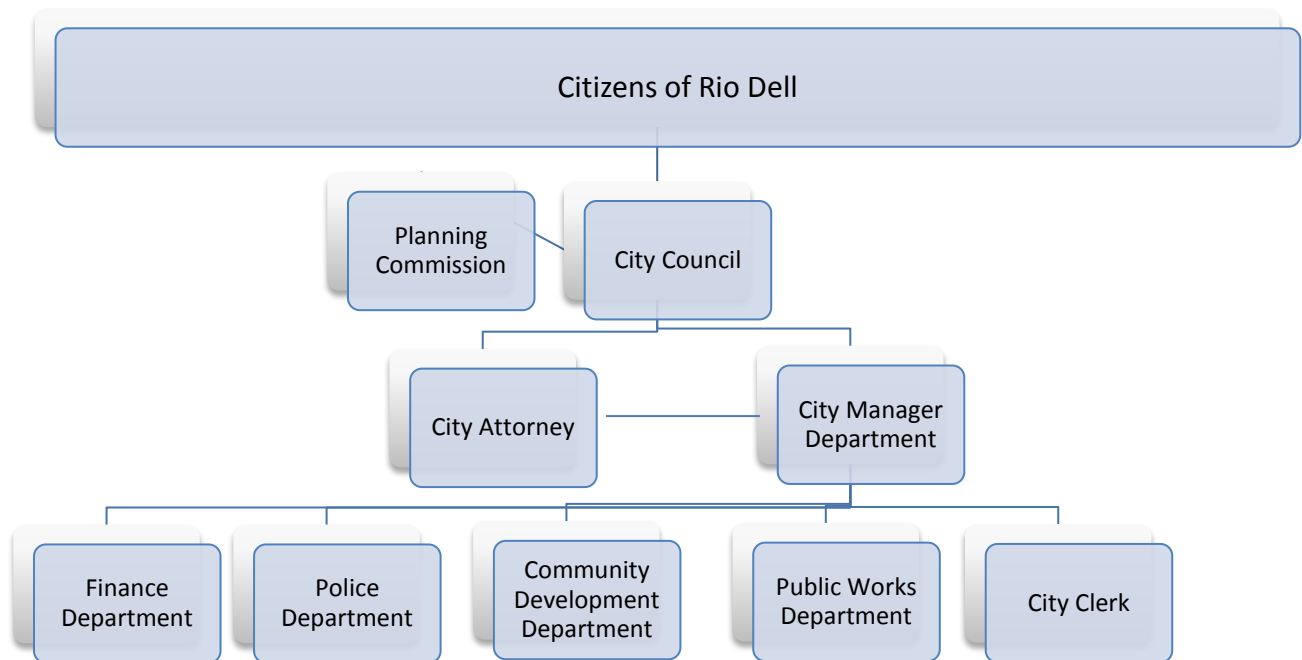 Citizens of Rio Dell
Planning
Commission
City Council
City Attorney
City Manager
Department
Finance
Department
Police
Department
Community
Development
Department
Public Works
Department
City Clerk